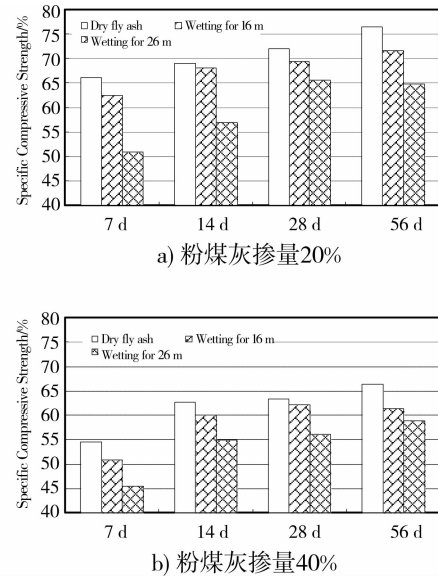 80
75
70
65
60
55
50
45
40
Specific Compressive Strength/%
Dry fly ash
Wetting for 16 m
Wetting for 26 m
7 d
14 d
28 d
56 d
a) 粉煤灰掺量20%
80
75
70
65
60
55
50
45
40
Specific Compressive Strength/%
Dry fly ash
Wetting for 16 m
Wetting for 26 m
7 d
14 d
28 d
56 d
b) 粉煤灰掺量40%